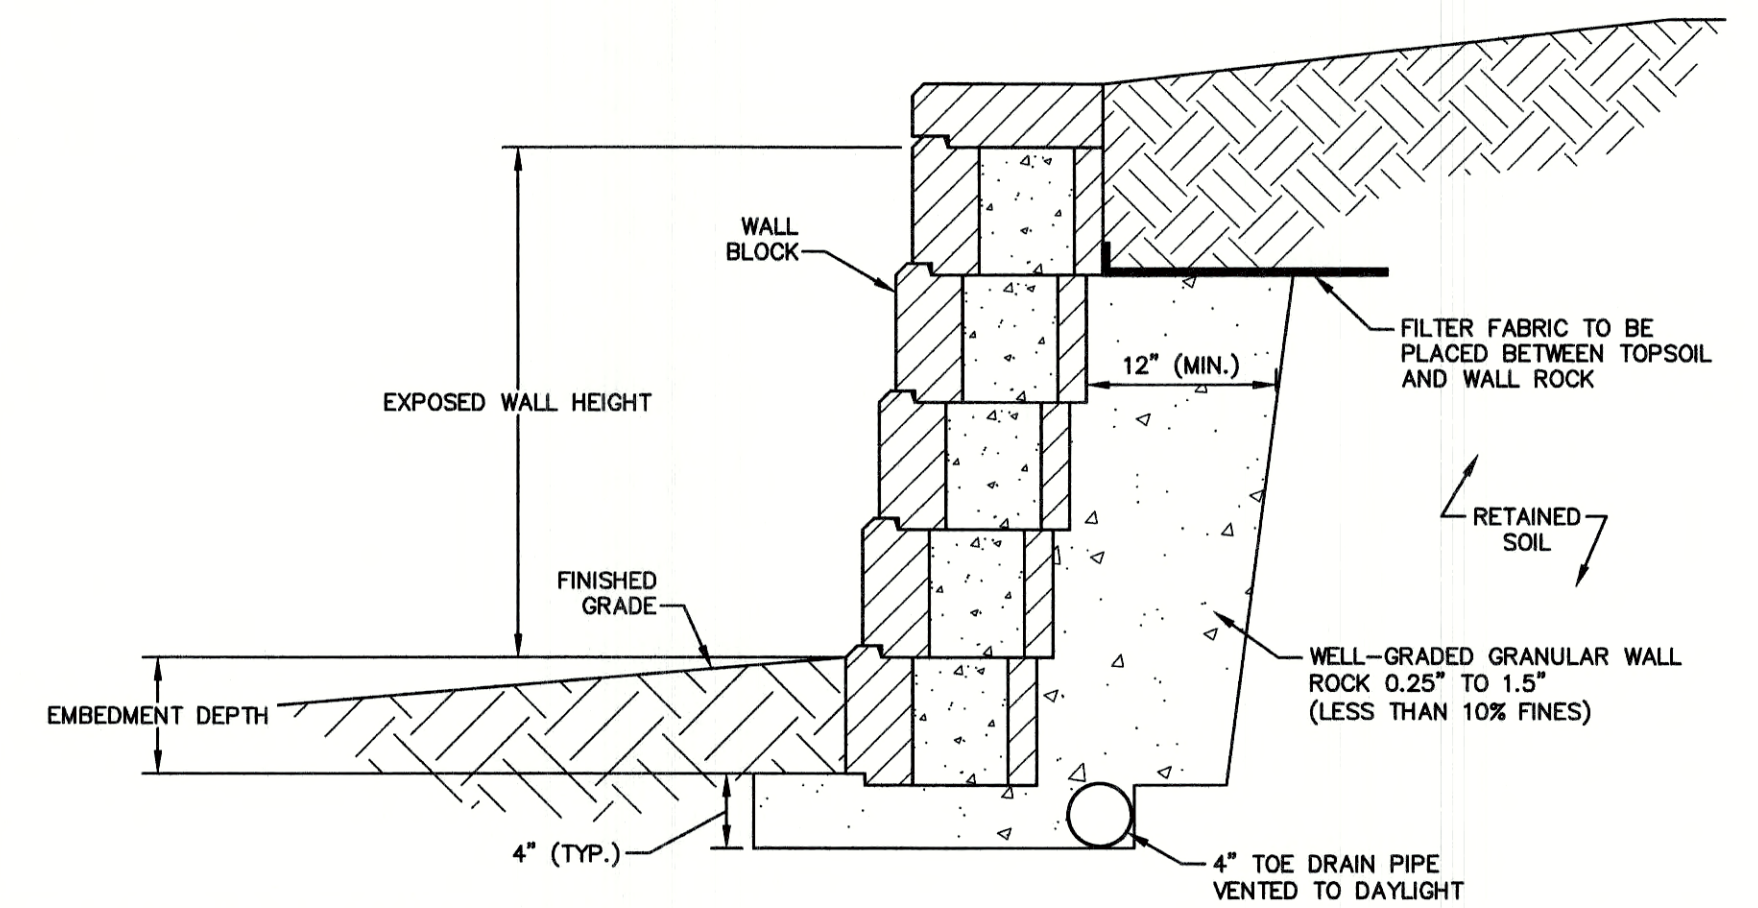 WALL
BLOCK
FILTER FABRIC TO BE
PLACED BETWEEN TOPSOIL
AND WALL ROCK
12" (MIN.)
EXPOSED WALL HEIGHT
RETAINED
SOIL
FINISHED
GRADE
WELL-GRADED GRANULAR WALL
ROCK 0.25" TO 1.5"
(LESS THAN 10% FINES)
EMBEDMENT DEPTH
4" (TYP.)
4" TOE DRAIN PIPE
VENTED TO DAYLIGHT